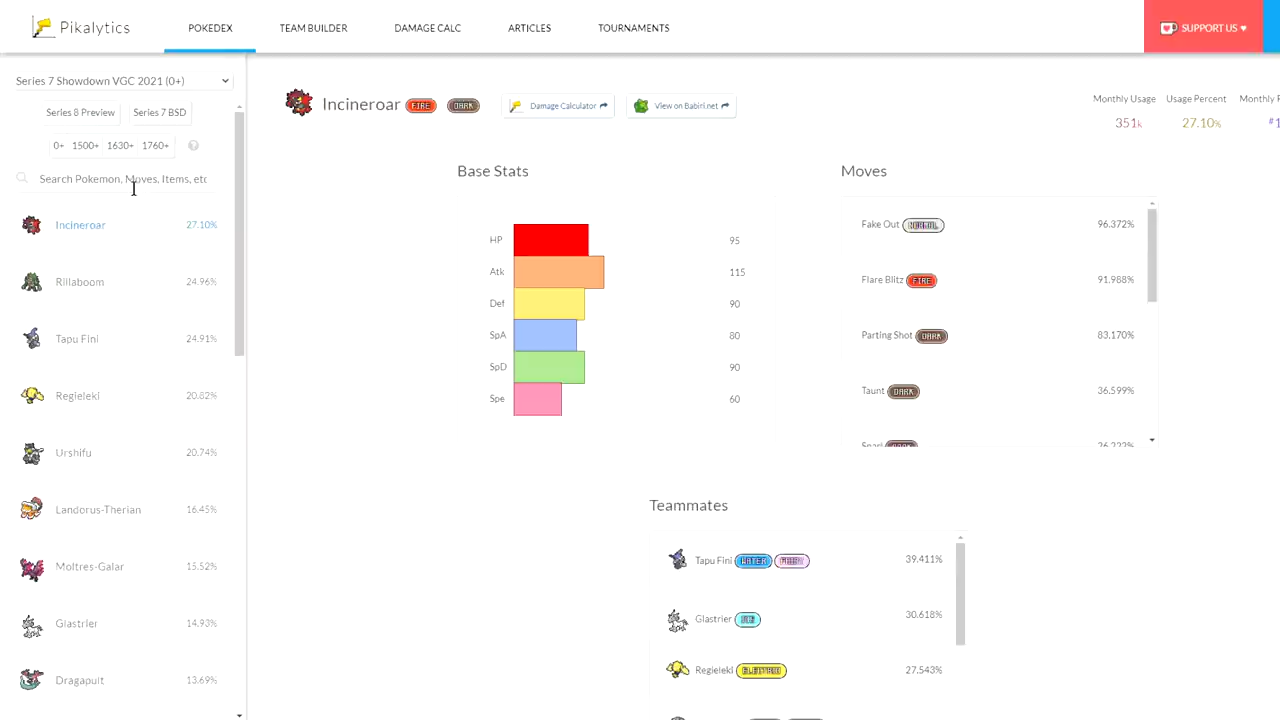 Pikalytics
POKEDEX
TEAM BUILDER
DAMAGE CALC
ARTICLES
TOURNAMENTS
SUPPORT US ♥
Series 7 Showdown VGC 2021 (0+)
Series 8 Preview
Series 7 BSD
0+ 1500+ 1630+ 1760+
Search Pokemon, Moves, Items, etc
Incineroar 27.10%
Rillaboom 24.96%
Tapu Fini 24.91%
Regieleki 20.82%
Urshifu 20.74%
Landorus-Therian 16.45%
Moltres-Galar 15.52%
Glastrier 14.93%
Dragapult 13.69%
Incineroar FIRE DARK
Damage Calculator
View on Babiri.net
Monthly Usage
351k
Usage Percent
27.10%
Monthly
#1
Base Stats
HP 95
Atk 115
Def 90
SpA 80
SpD 90
Spe 60
Moves
Fake Out NORMAL 96.372%
Flare Blitz FIRE 91.988%
Parting Shot DARK 83.170%
Taunt DARK 36.599%
Teammates
Tapu Fini WATER FAIRY 39.411%
Glastrier ICE 30.618%
Regieleki ELECTRIC 27.543%